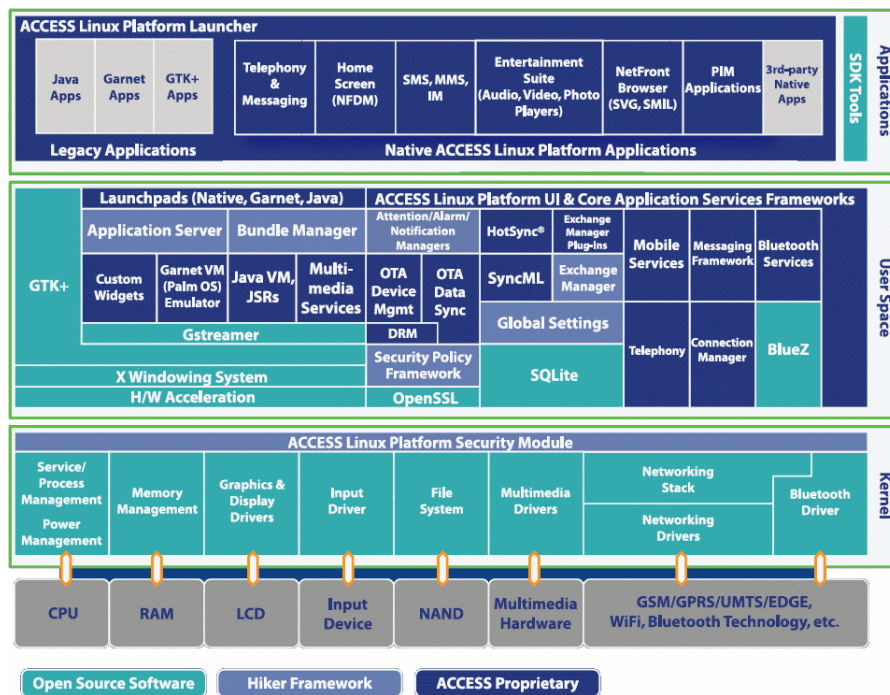 ACCESS Linux Platform Launcher
Java
Apps
Garnet
Apps
GTK+
Apps
Telephony
&
Messaging
Home
Screen
(NFDM)
SMS, MMS,
IM
Entertainment
Suite
(Audio, Video, Photo
Players)
NetFront
Browser
(SVG, SMIL)
PIM
Applications
3rd-party
Native
Apps
Legacy Applications
Native ACCESS Linux Platform Applications
SDK Tools
Applications
GTK+
Launchpads (Native, Garnet, Java)
ACCESS Linux Platform UI & Core Application Services Frameworks
Application Server
Bundle Manager
Attention/Alarm/
Notification
Managers
HotSync®
Exchange
Manager
Plug-Ins
Mobile
Services
Messaging
Framework
Bluetooth
Services
Custom
Widgets
Garnet VM
(Palm OS)
Emulator
Java VM,
JSRs
Multi-
media
Services
OTA
Device
Mgmt
OTA
Data
Sync
SyncML
Exchange
Manager
Gstreamer
DRM
Global Settings
Security Policy
Framework
SQLite
Telephony
Connection
Manager
BlueZ
X Windowing System
H/W Acceleration
OpenSSL
User Space
ACCESS Linux Platform Security Module
Service/
Process
Management
Power
Management
Memory
Management
Graphics &
Display
Drivers
Input
Driver
File
System
Multimedia
Drivers
Networking
Stack
Networking
Drivers
Bluetooth
Driver
Kernel
CPU
RAM
LCD
Input
Device
NAND
Multimedia
Hardware
GSM/GPRS/UMTS/EDGE,
WiFi, Bluetooth Technology, etc.
Open Source Software
Hiker Framework
ACCESS Proprietary